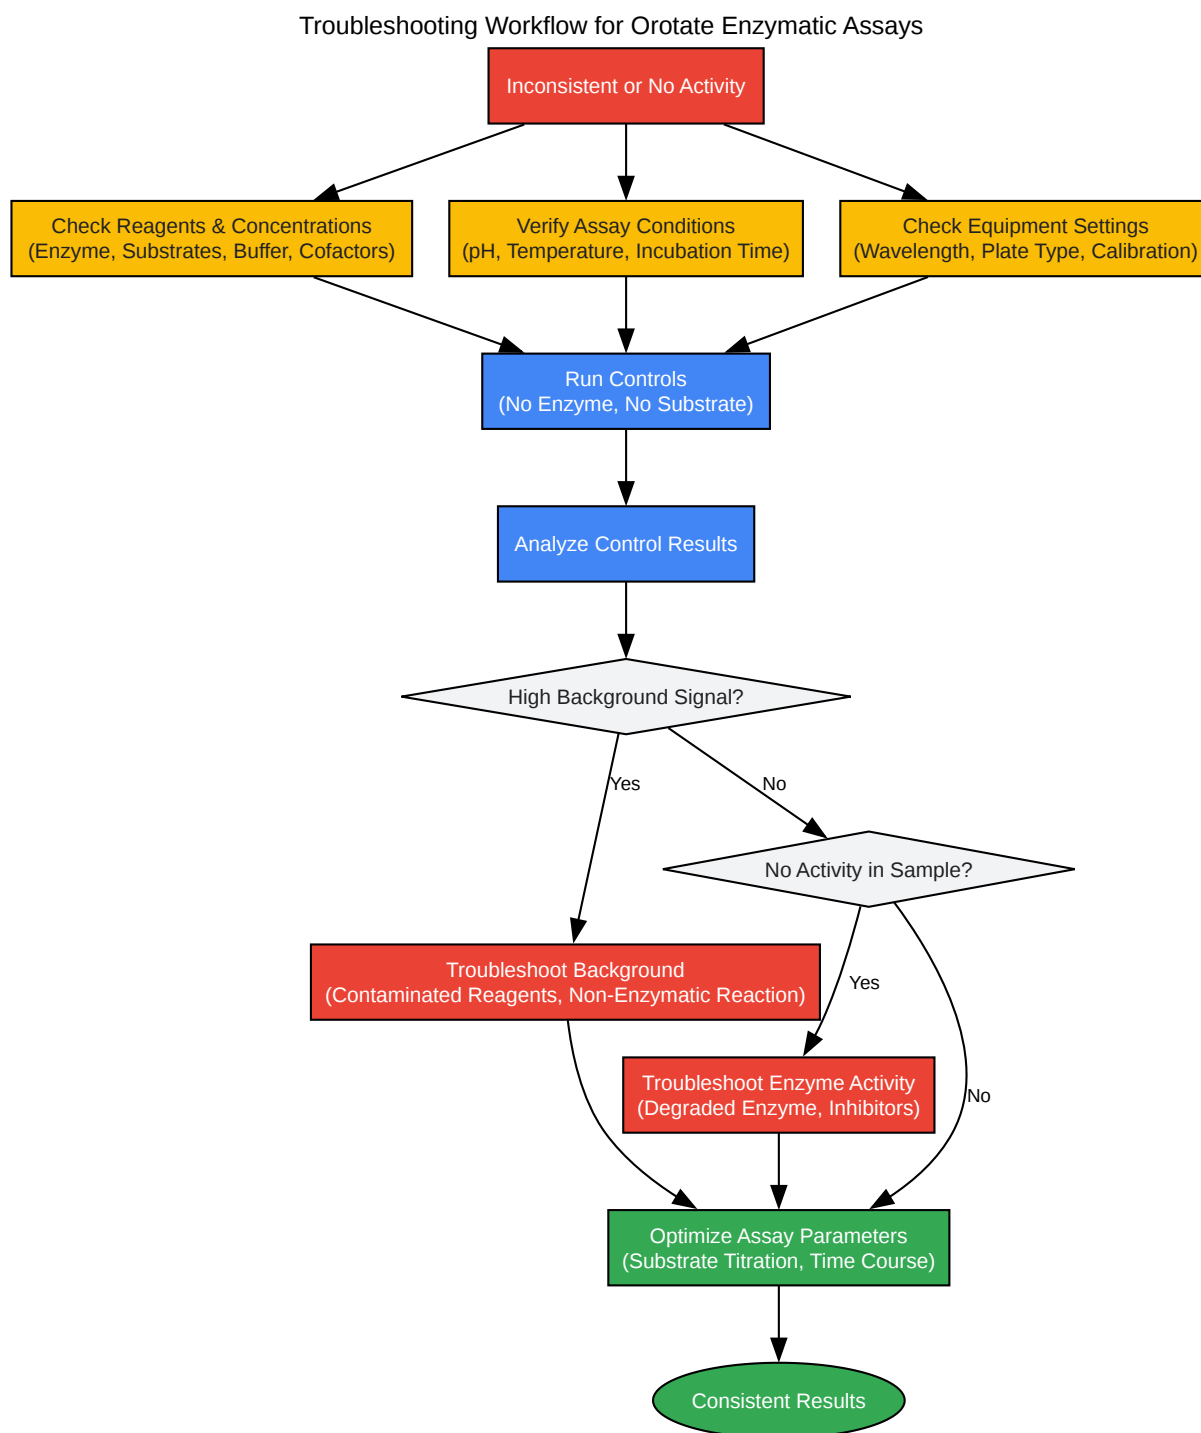 Troubleshooting Workflow for Orotate Enzymatic Assays
Inconsistent or No Activity
Check Reagents & Concentrations
(Enzyme, Substrates, Buffer, Cofactors)
Verify Assay Conditions
(pH, Temperature, Incubation Time)
Check Equipment Settings
(Wavelength, Plate Type, Calibration)
Run Controls
(No Enzyme, No Substrate)
Analyze Control Results
High Background Signal?
Yes
No
No Activity in Sample?
Troubleshoot Background
(Contaminated Reagents, Non-Enzymatic Reaction)
Yes
Troubleshoot Enzyme Activity
(Degraded Enzyme, Inhibitors)
No
Optimize Assay Parameters
(Substrate Titration, Time Course)
Consistent Results